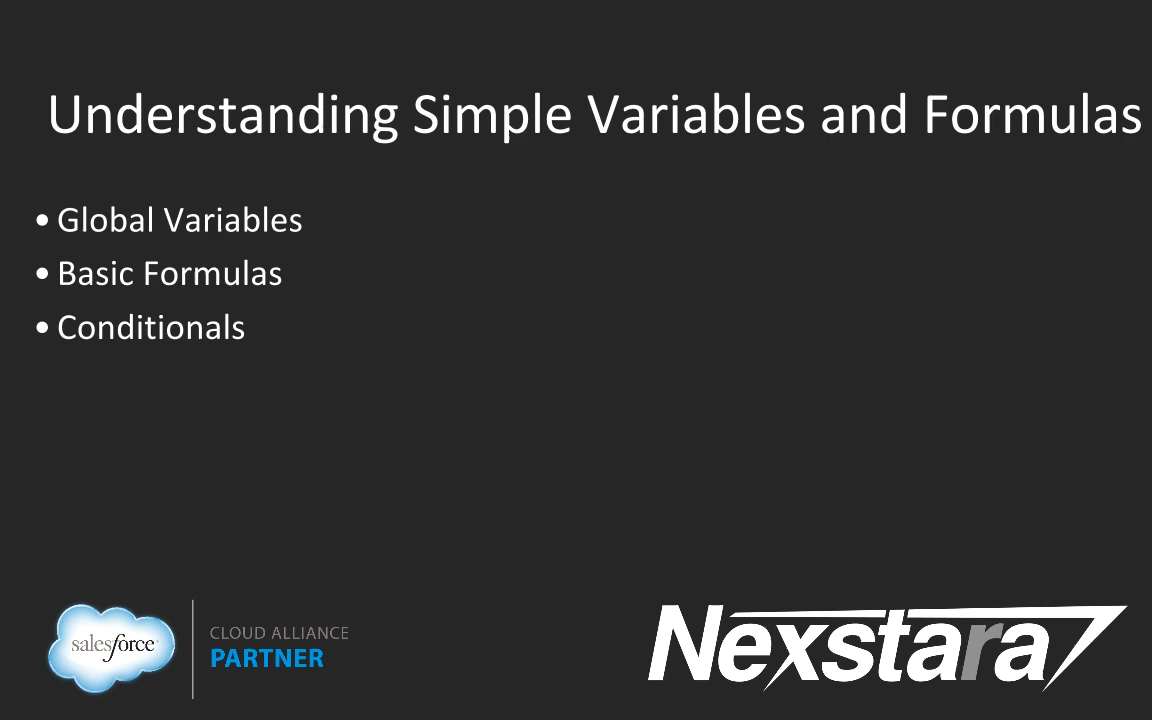 Understanding Simple Variables and Formulas
• Global Variables
• Basic Formulas
• Conditionals
salesforce
CLOUD ALLIANCE
PARTNER
Nexstara